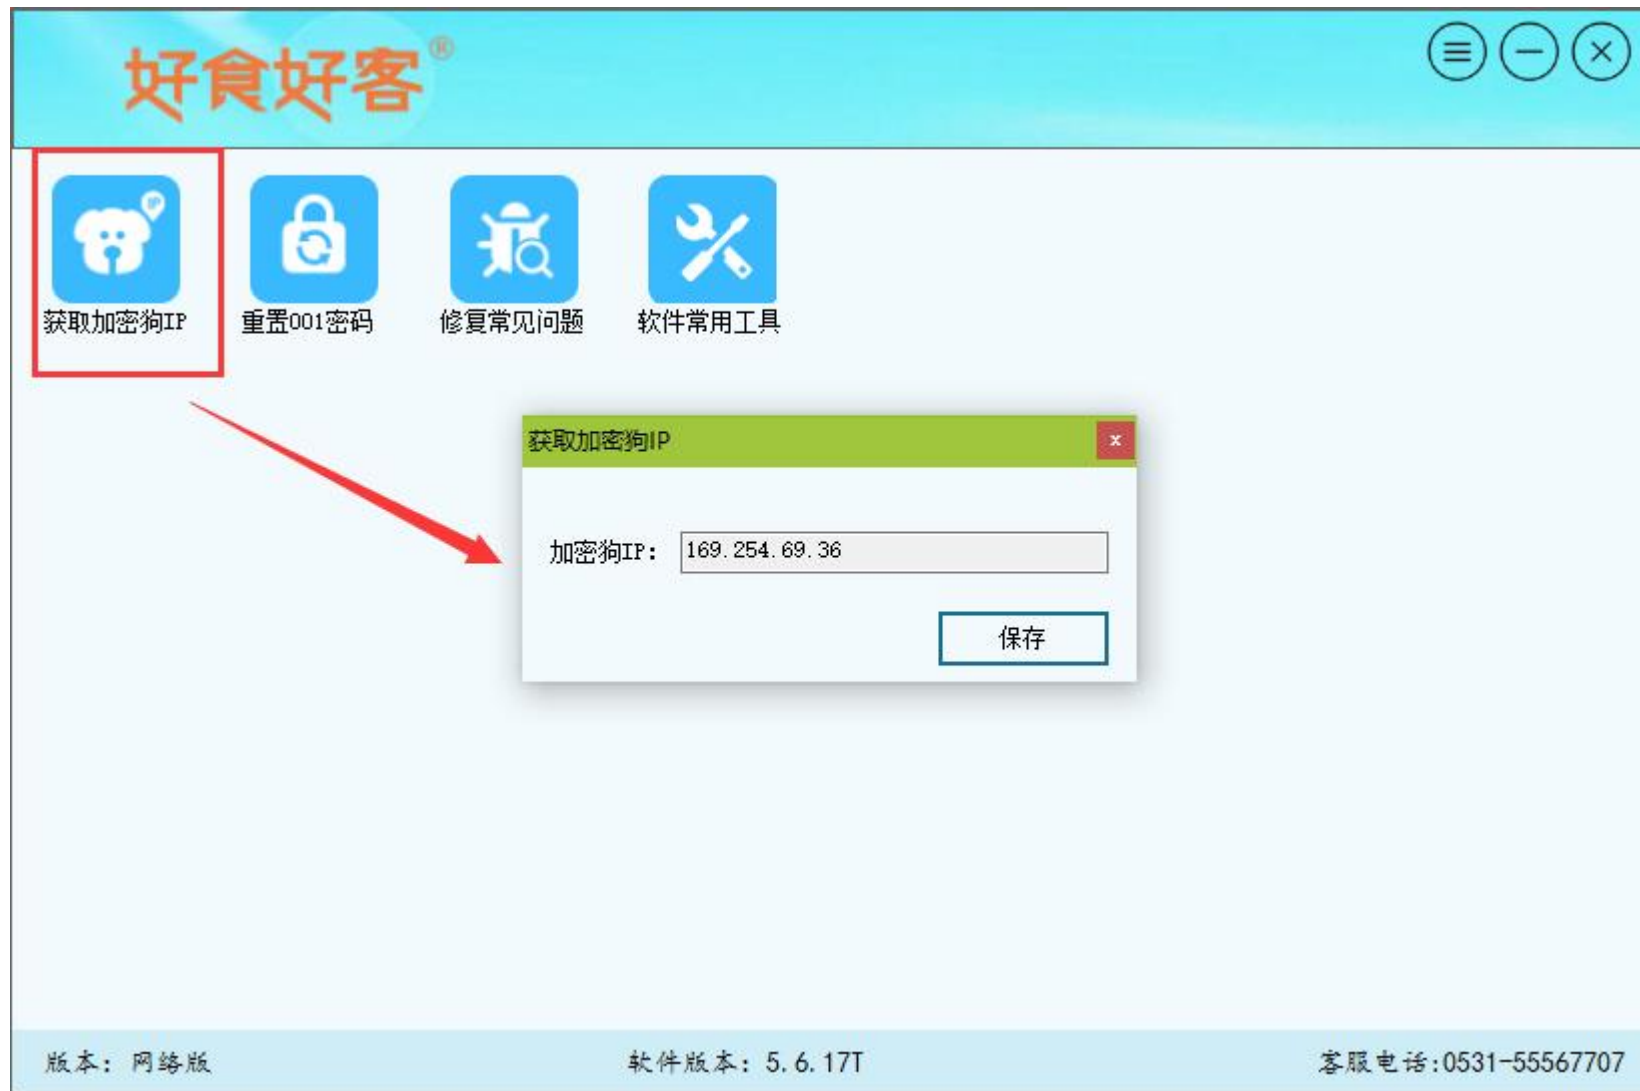 好食好客®
IP
获取加密狗IP
重置001密码
修复常见问题
软件常用工具
获取加密狗IP
x
加密狗IP： 169.254.69.36
保存
版本：网络版 软件版本：5.6.17T 客服电话:0531-55567707